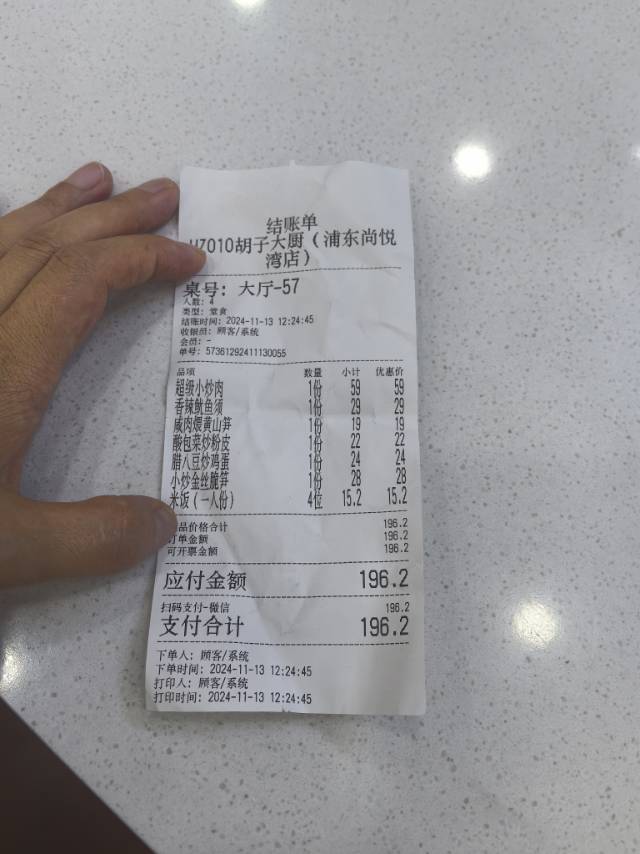 结账单
HZ010胡子大厨（浦东尚悦
湾店）
桌号: 大厅-57
人数: 4
类型: 堂食
结账时间: 2024-11-13 12:24:45
收银员: 顾客/系统
会员: -
单号: 57361292411130055
品项 数量 小计 优惠价
超级小炒肉 1份 59 59
香辣鱿鱼须 1份 29 29
咸肉煨黄山笋 1份 19 19
酸包菜炒粉皮 1份 22 22
腊八豆炒鸡蛋 1份 24 24
小炒金丝脆笋 1份 28 28
米饭（一人份） 4位 15.2 15.2
品价格合计 196.2
订单金额 196.2
可开票金额 196.2
应付金额 196.2
扫码支付-微信 196.2
支付合计 196.2
下单人: 顾客/系统
下单时间: 2024-11-13 12:24:45
打印人: 顾客/系统
打印时间: 2024-11-13 12:24:45